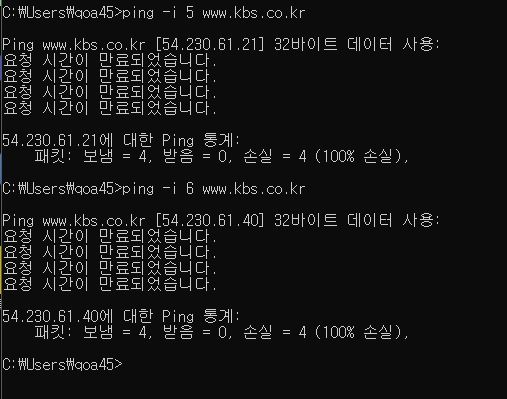 C:₩Users₩qoa45>ping -i 5 www.kbs.co.kr
Ping www.kbs.co.kr [54.230.61.21] 32바이트 데이터 사용:
요청 시간이 만료되었습니다.
요청 시간이 만료되었습니다.
요청 시간이 만료되었습니다.
요청 시간이 만료되었습니다.
54.230.61.21에 대한 Ping 통계:
패킷: 보냄 = 4, 받음 = 0, 손실 = 4 (100% 손실),
C:₩Users₩qoa45>ping -i 6 www.kbs.co.kr
Ping www.kbs.co.kr [54.230.61.40] 32바이트 데이터 사용:
요청 시간이 만료되었습니다.
요청 시간이 만료되었습니다.
요청 시간이 만료되었습니다.
요청 시간이 만료되었습니다.
54.230.61.40에 대한 Ping 통계:
패킷: 보냄 = 4, 받음 = 0, 손실 = 4 (100% 손실),
C:₩Users₩qoa45>